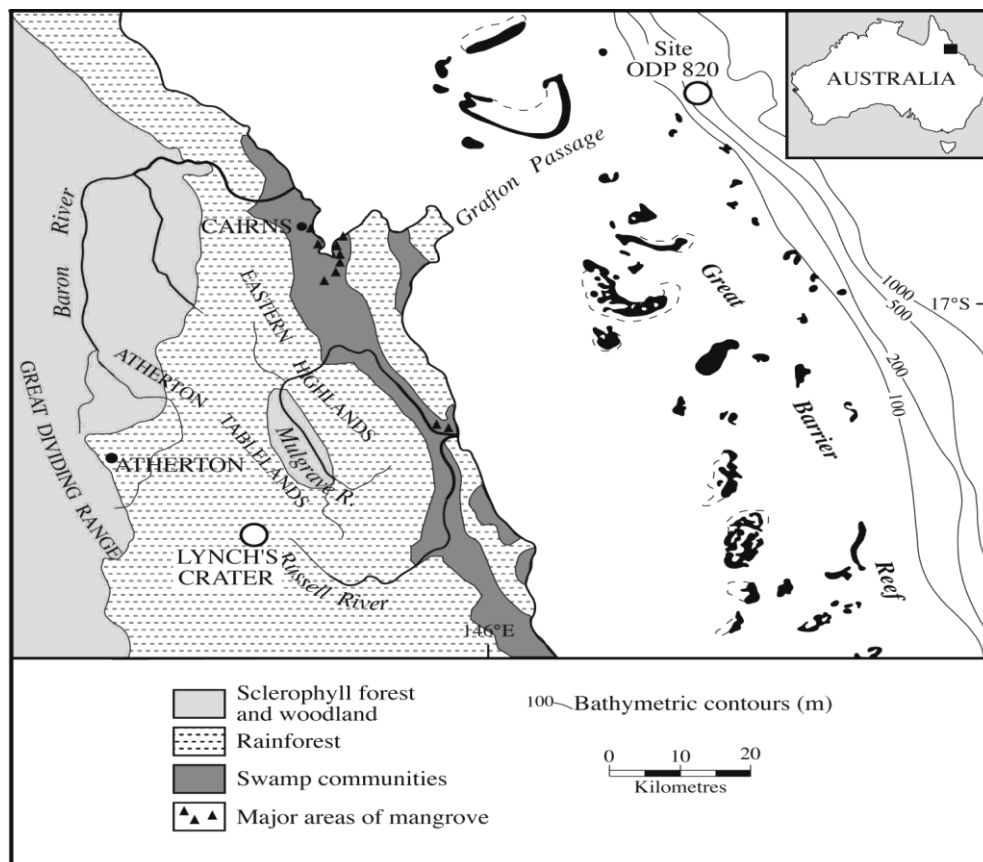 Site
ODP 820
AUSTRALIA
Grafton Passage
Baron River
CAIRNS
Great Barrier Reef
1000
500
200
100
17°S
EASTERN HIGHLANDS
ATHERTON TABLELANDS
GREAT DIVIDING RANGE
ATHERTON
Mulgrave R.
LYNCH'S
CRATER
Russell River
146°E
Sclerophyll forest
and woodland
Rainforest
Swamp communities
Major areas of mangrove
100 Bathymetric contours (m)
0 10 20
Kilometres